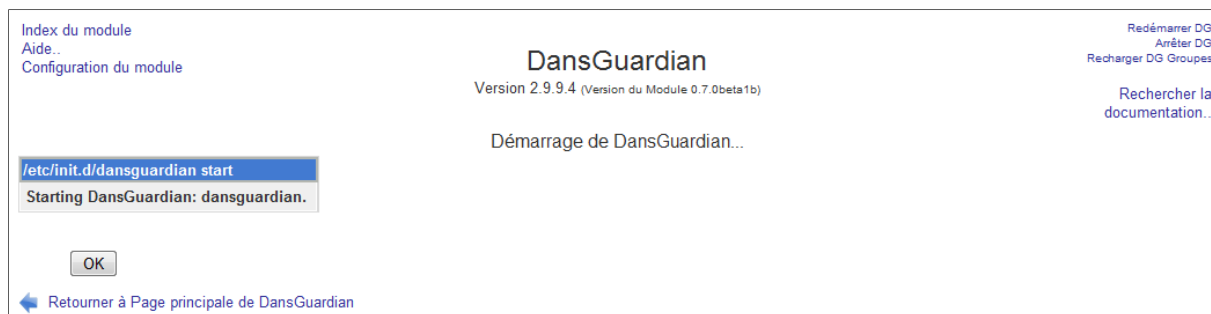 Index du module
Aide..
Configuration du module
DansGuardian
Version 2.9.9.4 (Version du Module 0.7.0beta1b)
Redémarrer DG
Arrêter DG
Recharger DG Groupes
Rechercher la
documentation..
Démarrage de DansGuardian...
/etc/init.d/dansguardian start
Starting DansGuardian: dansguardian.
OK
Retourner à Page principale de DansGuardian